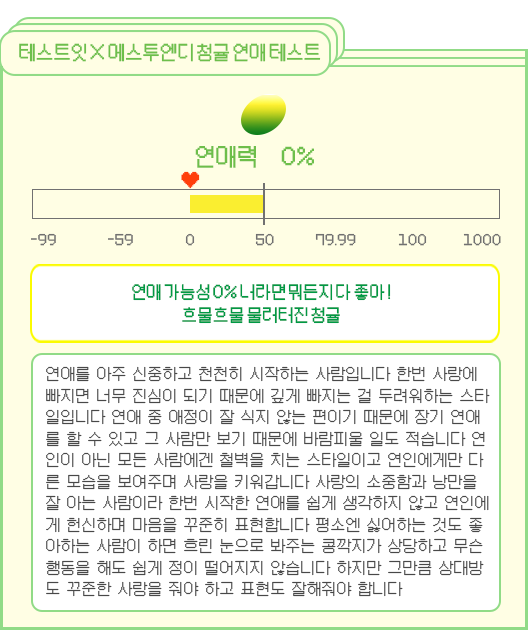 테스트잇 X 에스투엔디 청귤 연애 테스트
연애력 0%
-99 -59 0 50 79.99 100 1000
연애 가능성 0% 너라면 뭐든지 다 좋아!
흐물흐물 물러터진 청귤
연애를 아주 신중하고 천천히 시작하는 사람입니다 한번 사랑에
빠지면 너무 진심이 되기 때문에 깊게 빠지는 걸 두려워하는 스타
일입니다 연애 중 애정이 잘 식지 않는 편이기 때문에 장기 연애
를 할 수 있고 그 사람만 보기 때문에 바람피울 일도 적습니다 연
인이 아닌 모든 사람에겐 철벽을 치는 스타일이고 연인에게만 다
른 모습을 보여주며 사랑을 키워갑니다 사랑의 소중함과 낭만을
잘 아는 사람이라 한번 시작한 연애를 쉽게 생각하지 않고 연인에
게 헌신하며 마음을 꾸준히 표현합니다 평소엔 싫어하는 것도 좋
아하는 사람이 하면 흐린 눈으로 봐주는 콩깍지가 상당하고 무슨
행동을 해도 쉽게 정이 떨어지지 않습니다 하지만 그만큼 상대방
도 꾸준한 사랑을 줘야 하고 표현도 잘해줘야 합니다